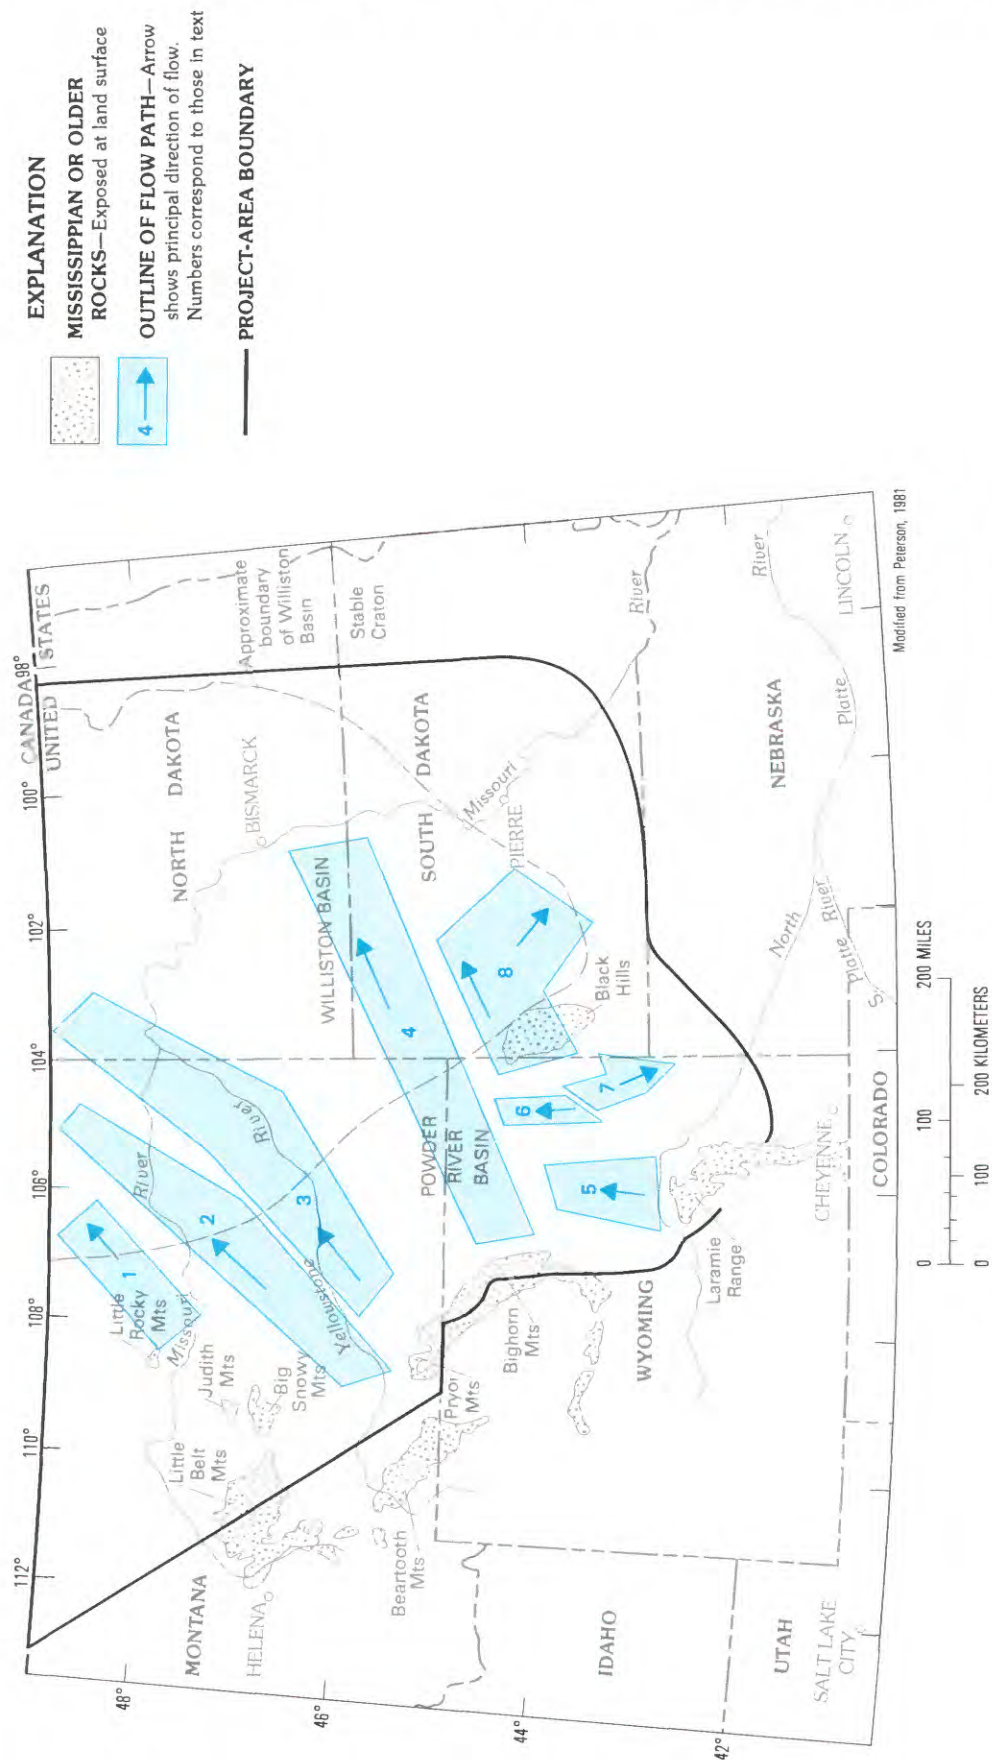 EXPLANATION
MISSISSIPPIAN OR OLDER
ROCKS—Exposed at land surface
4
OUTLINE OF FLOW PATH—Arrow
shows principal direction of flow.
Numbers correspond to those in text
PROJECT-AREA BOUNDARY
112°
110°
108°
106°
104°
102°
100°
98°
CANADA
UNITED STATES
48°
46°
44°
42°
MONTANA
HELENA
Little
Belt
Mts
Judith
Mts
Big
Snowy
Mts
Little
Rocky
Mts
Missouri
River
Yellowstone
River
Beartooth
Mts
Pryor
Mts
Bighorn
Mts
1
2
3
4
5
6
7
8
NORTH DAKOTA
BISMARCK
WILLISTON BASIN
Approximate
boundary
of Williston
Basin
Stable
Craton
SOUTH DAKOTA
PIERRE
Missouri
River
Black
Hills
POWDER
RIVER
BASIN
WYOMING
Laramie
Range
CHEYENNE
IDAHO
UTAH
SALT LAKE
CITY
COLORADO
NEBRASKA
LINCOLN
North
Platte
River
S. Platte
River
0 100 200 MILES
0 100 200 KILOMETERS
Modified from Peterson, 1981